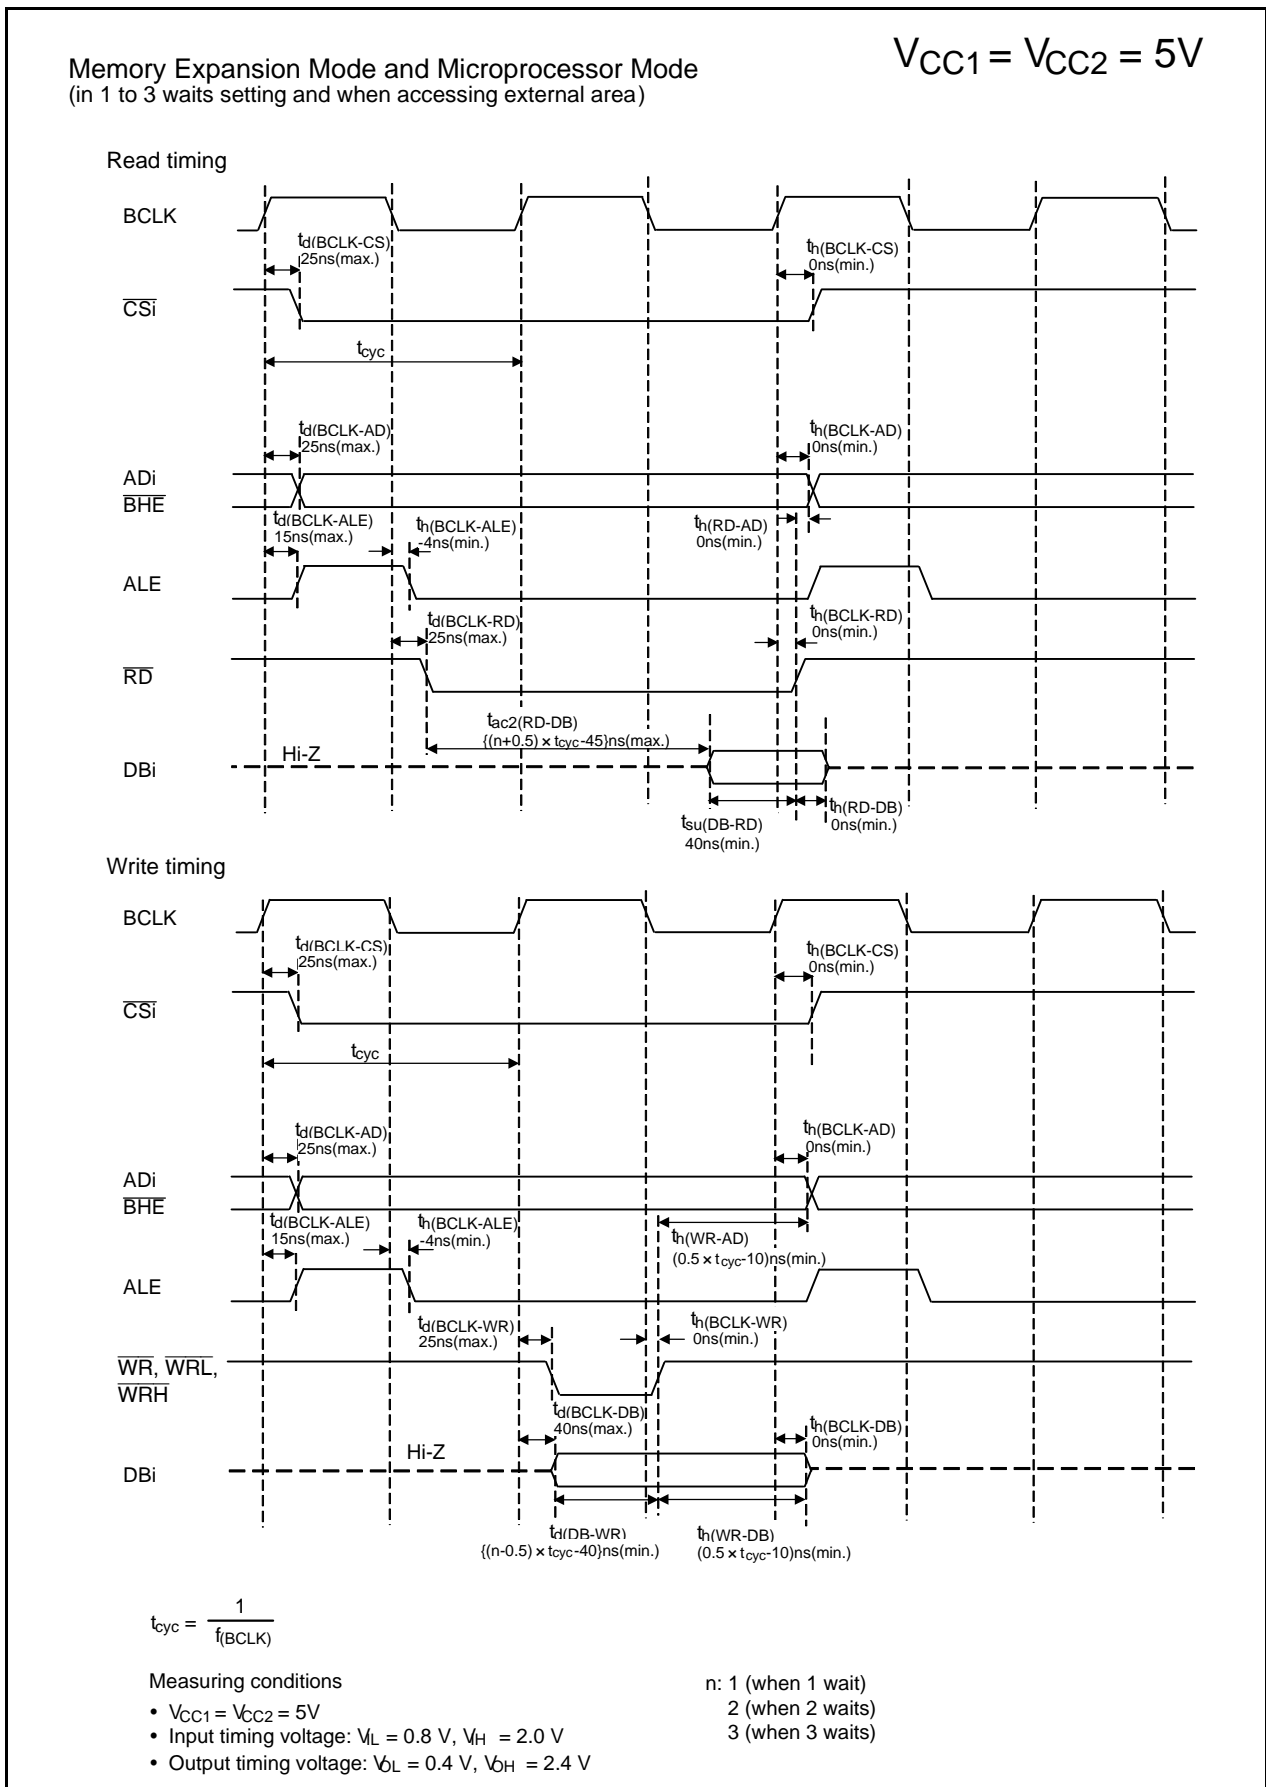 VCC1 = VCC2 = 5V
Memory Expansion Mode and Microprocessor Mode
(in 1 to 3 waits setting and when accessing external area)
Read timing
BCLK
td(BCLK-CS)
25ns(max.)
th(BCLK-CS)
0ns(min.)
CSi
tcyc
td(BCLK-AD)
25ns(max.)
th(BCLK-AD)
0ns(min.)
ADi
BHE
td(BCLK-ALE)
15ns(max.)
th(BCLK-ALE)
-4ns(min.)
th(RD-AD)
0ns(min.)
ALE
td(BCLK-RD)
25ns(max.)
th(BCLK-RD)
0ns(min.)
RD
tac2(RD-DB)
{(n+0.5) × tcyc-45}ns(max.)
Hi-Z
DBi
tsu(DB-RD)
40ns(min.)
th(RD-DB)
0ns(min.)
Write timing
BCLK
td(BCLK-CS)
25ns(max.)
th(BCLK-CS)
0ns(min.)
CSi
tcyc
td(BCLK-AD)
25ns(max.)
th(BCLK-AD)
0ns(min.)
ADi
BHE
td(BCLK-ALE)
15ns(max.)
th(BCLK-ALE)
-4ns(min.)
th(WR-AD)
(0.5 × tcyc-10)ns(min.)
ALE
td(BCLK-WR)
25ns(max.)
th(BCLK-WR)
0ns(min.)
WR, WRL,
WRH
td(BCLK-DB)
40ns(max.)
th(BCLK-DB)
0ns(min.)
Hi-Z
DBi
td(DB-WR)
{(n-0.5) × tcyc-40}ns(min.)
th(WR-DB)
(0.5 × tcyc-10)ns(min.)
tcyc = 1
f(BCLK)
Measuring conditions
• VCC1 = VCC2 = 5V
• Input timing voltage: VIL = 0.8 V, VIH = 2.0 V
• Output timing voltage: VOL = 0.4 V, VOH = 2.4 V
n: 1 (when 1 wait)
2 (when 2 waits)
3 (when 3 waits)